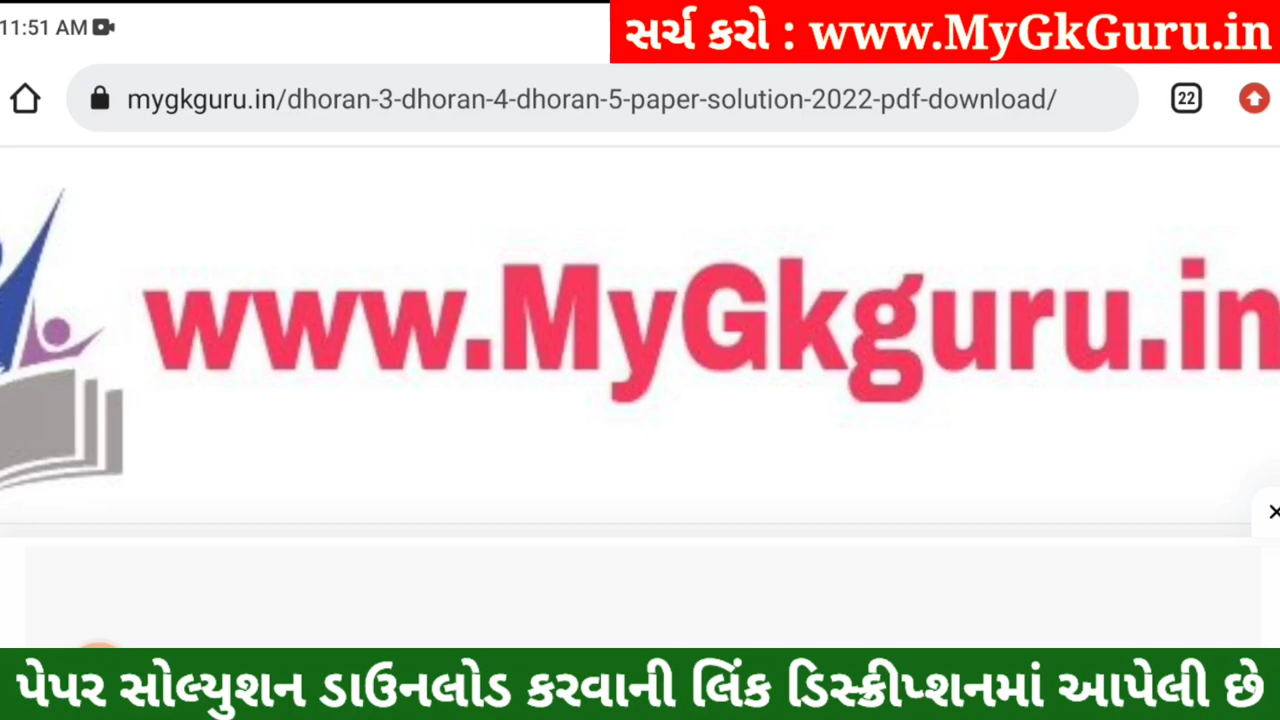 11:51 AM
સર્ચ કરો : www.MyGkGuru.in
mygkguru.in/dhoran-3-dhoran-4-dhoran-5-paper-solution-2022-pdf-download/
22
www.MyGkguru.in
પેપર સોલ્યુશન ડાઉનલોડ કરવાની લિંક ડિસ્ક્રીપ્શનમાં આપેલી છે